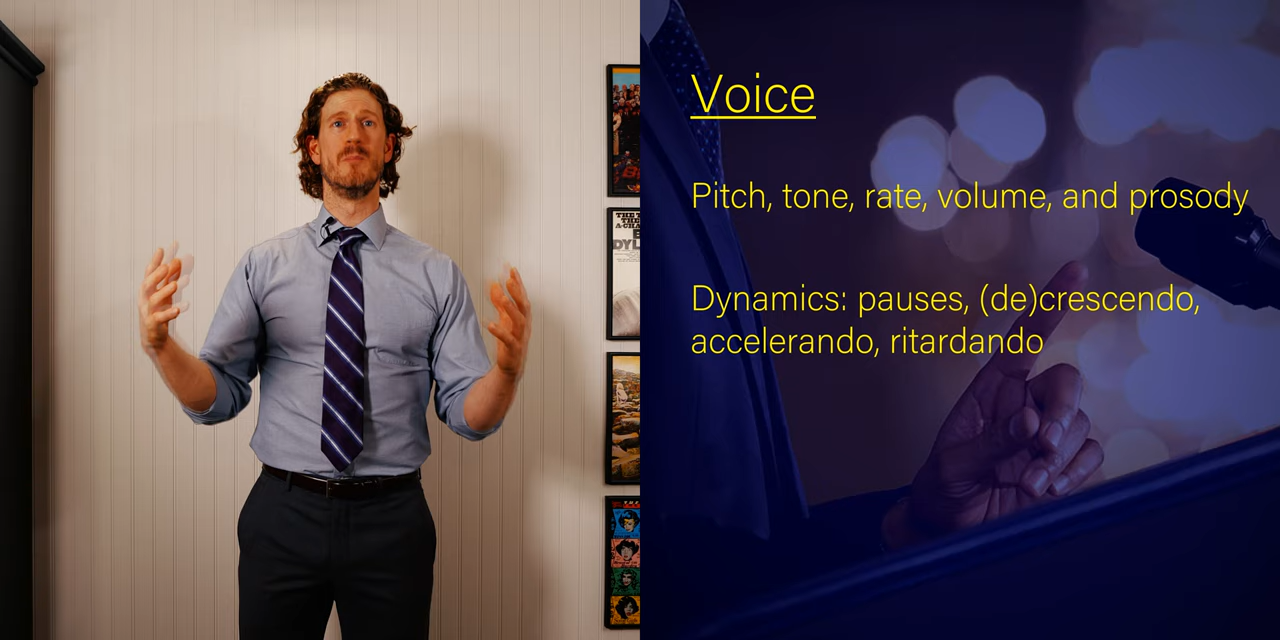 Voice
Pitch, tone, rate, volume, and prosody
Dynamics: pauses, (de)crescendo,
accelerando, ritardando